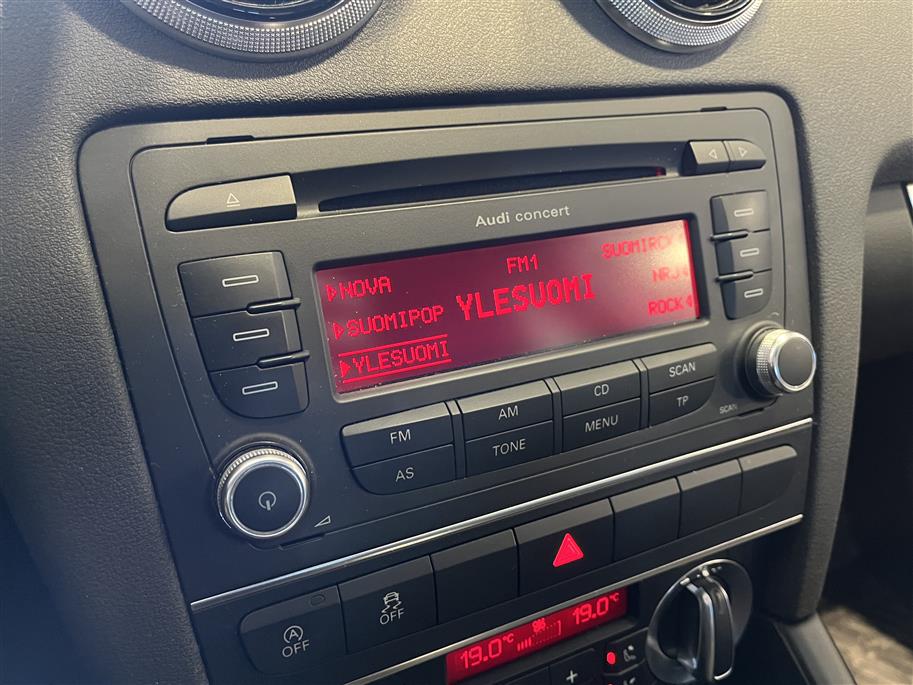 Audi concert
NOVA
FM1
SUOMIRCK
SUOMIPOP
YLESUOMI
NRJ
YLESUOMI
ROCK
FM
AM
CD
SCAN
AS
TONE
MENU
TP
SCAN
A
OFF
OFF
19.0°C
19.0°C